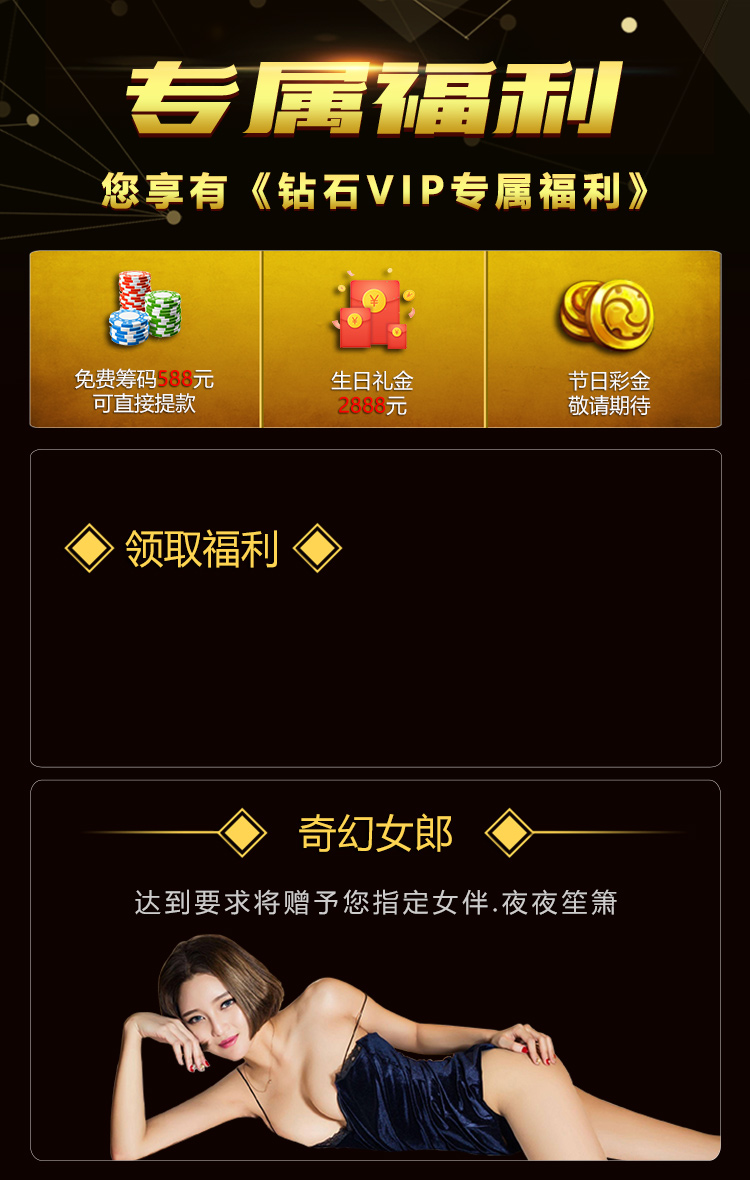 专属福利
您享有《钻石VIP专属福利》
免费筹码588元
可直接提款
生日礼金
2888元
节日彩金
敬请期待
领取福利
奇幻女郎
达到要求将赠予您指定女伴.夜夜笙箫